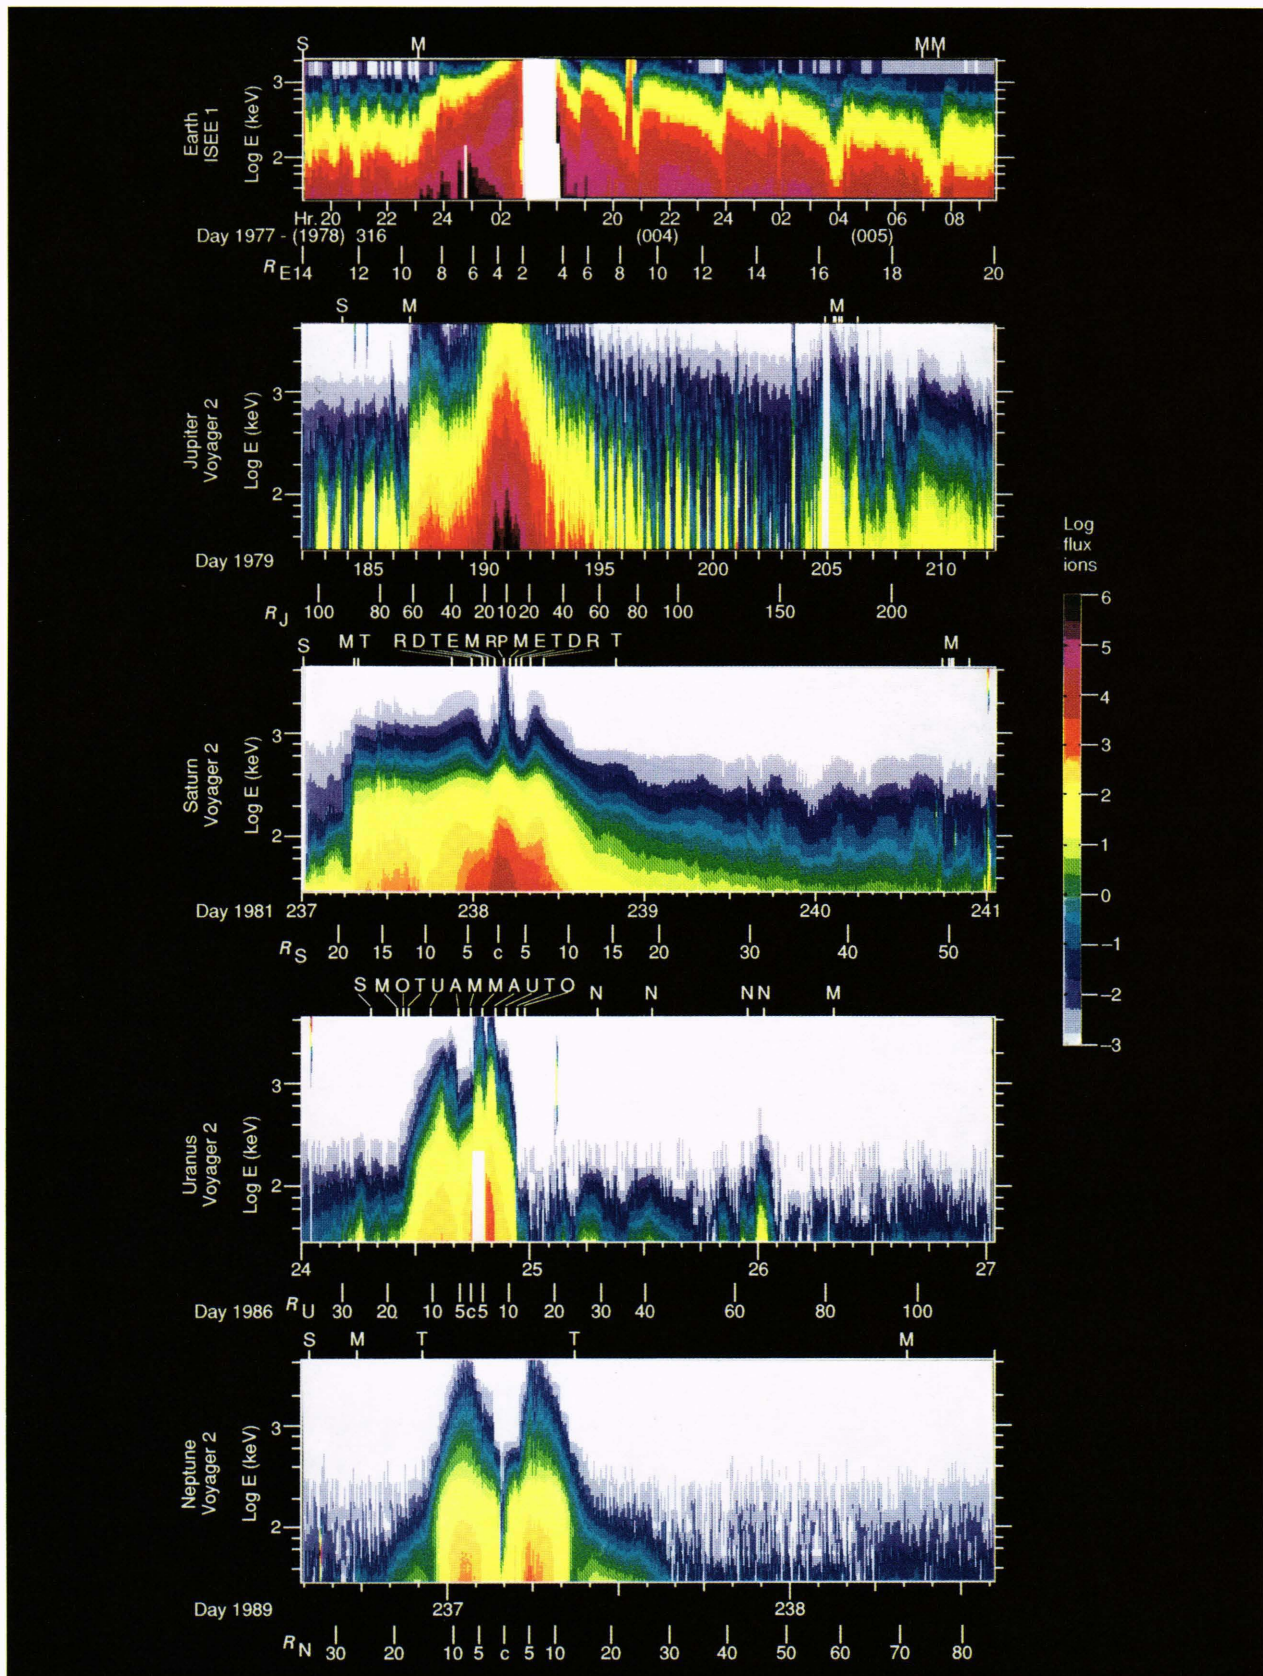 S M M M
Earth
ISEE 1
Log E (keV)
3
2
Hr. 20 22 24 02 20 22 24 02 04 06 08
Day 1977 - (1978) 316 (004) (005)
R E 14 12 10 8 6 4 2 4 6 8 10 12 14 16 18 20
S M M
Jupiter
Voyager 2
Log E (keV)
3
2
Day 1979 185 190 195 200 205 210
R J 100 80 60 40 20 10 20 40 60 80 100 150 200
S M T R D T E M R P M E T D R T M
Saturn
Voyager 2
Log E (keV)
3
2
Day 1981 237 238 239 240 241
R S 20 15 10 5 c 5 10 15 20 30 40 50
S M O T U A M M A U T O N N N N M
Uranus
Voyager 2
Log E (keV)
3
2
24 25 26 27
Day 1986 R U 30 20 10 5 c 5 10 20 30 40 60 80 100
S M T T M
Neptune
Voyager 2
Log E (keV)
3
2
Day 1989 237 238
R N 30 20 10 5 c 5 10 20 30 40 50 60 70 80
Log
flux
ions
6
5
4
3
2
1
0
-1
-2
-3